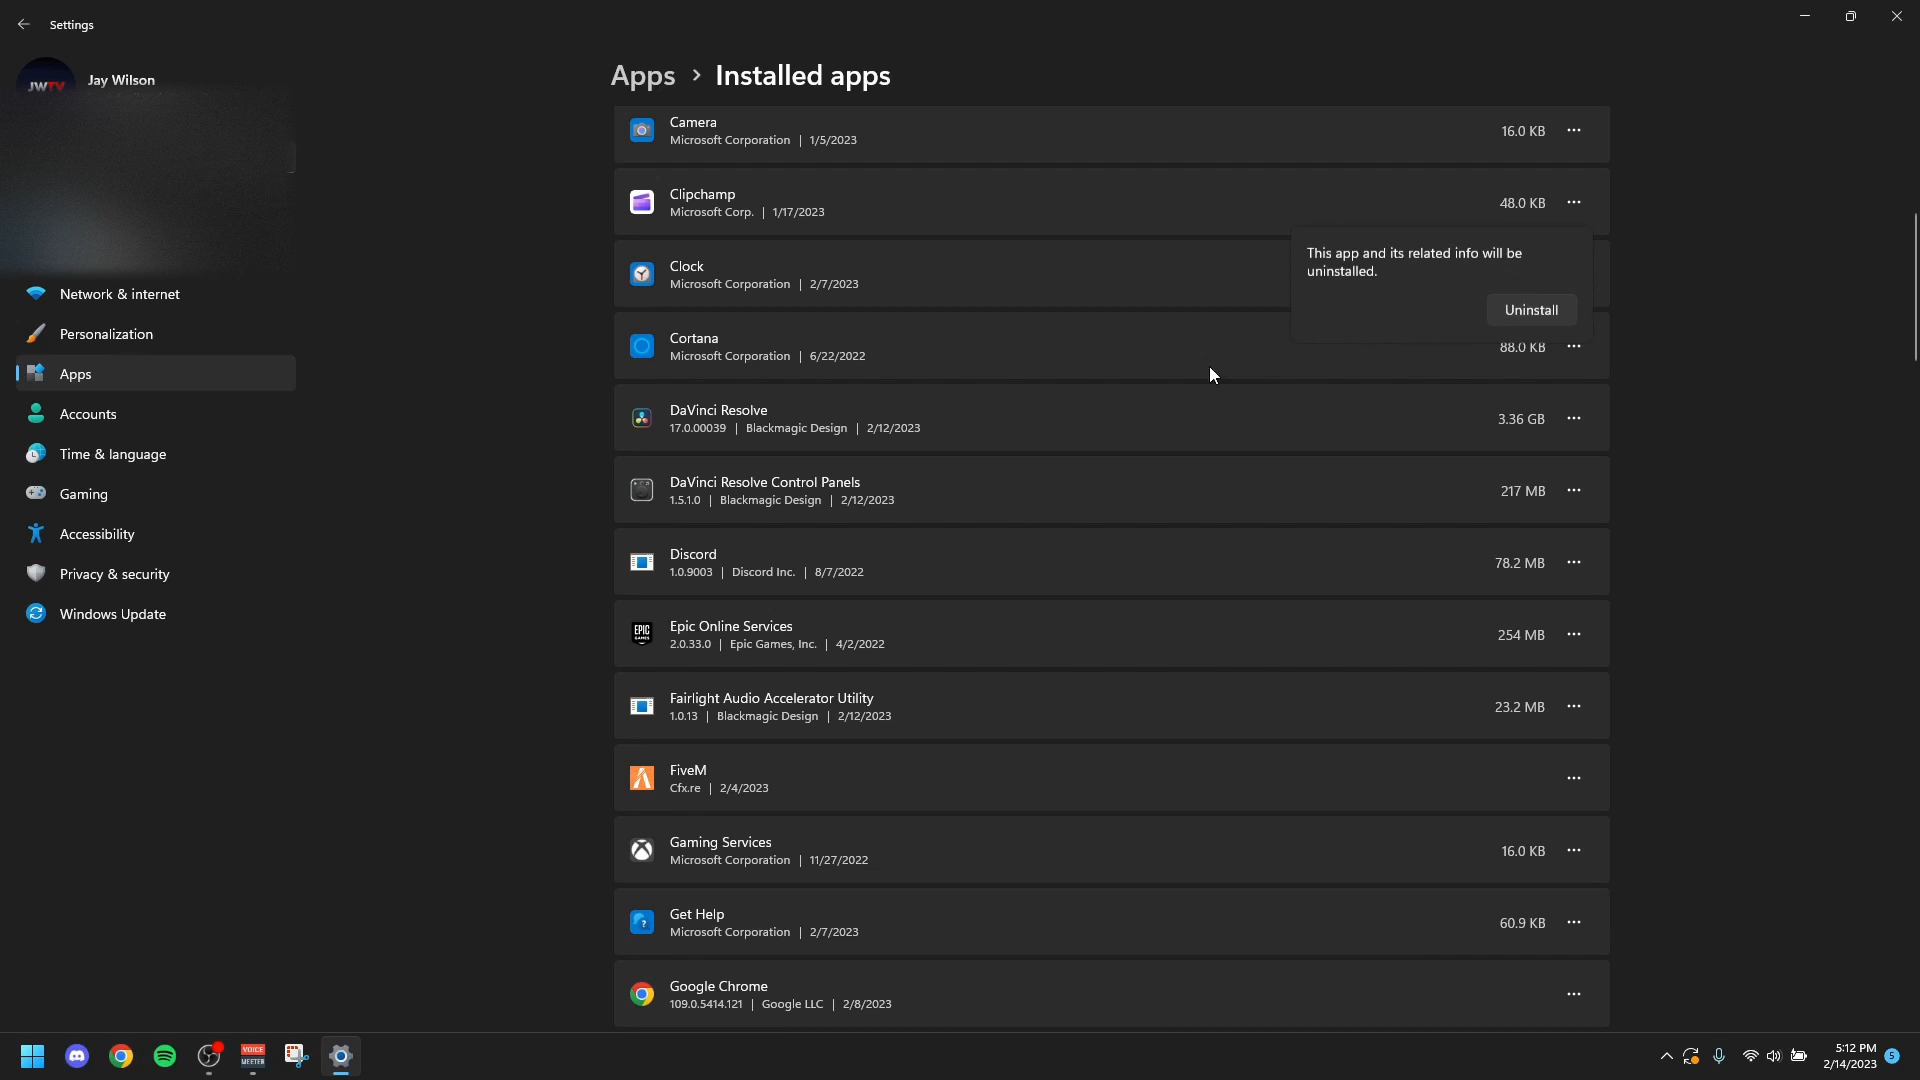 Settings
JWTV
Jay Wilson
Network & internet
Personalization
Apps
Accounts
Time & language
Gaming
Accessibility
Privacy & security
Windows Update
Apps > Installed apps
Camera
Microsoft Corporation | 1/5/2023
16.0 KB
Clipchamp
Microsoft Corp. | 1/17/2023
48.0 KB
Clock
Microsoft Corporation | 2/7/2023
This app and its related info will be
uninstalled.
Uninstall
Cortana
Microsoft Corporation | 6/22/2022
88.0 KB
DaVinci Resolve
17.0.00039 | Blackmagic Design | 2/12/2023
3.36 GB
DaVinci Resolve Control Panels
1.5.1.0 | Blackmagic Design | 2/12/2023
217 MB
Discord
1.0.9003 | Discord Inc. | 8/7/2022
78.2 MB
EPIC
GAMES
Epic Online Services
2.0.33.0 | Epic Games, Inc. | 4/2/2022
254 MB
Fairlight Audio Accelerator Utility
1.0.13 | Blackmagic Design | 2/12/2023
23.2 MB
FiveM
Cfx.re | 2/4/2023
Gaming Services
Microsoft Corporation | 11/27/2022
16.0 KB
Get Help
Microsoft Corporation | 2/7/2023
60.9 KB
Google Chrome
109.0.5414.121 | Google LLC | 2/8/2023
VOICE
MEETER
5:12 PM
2/14/2023
5